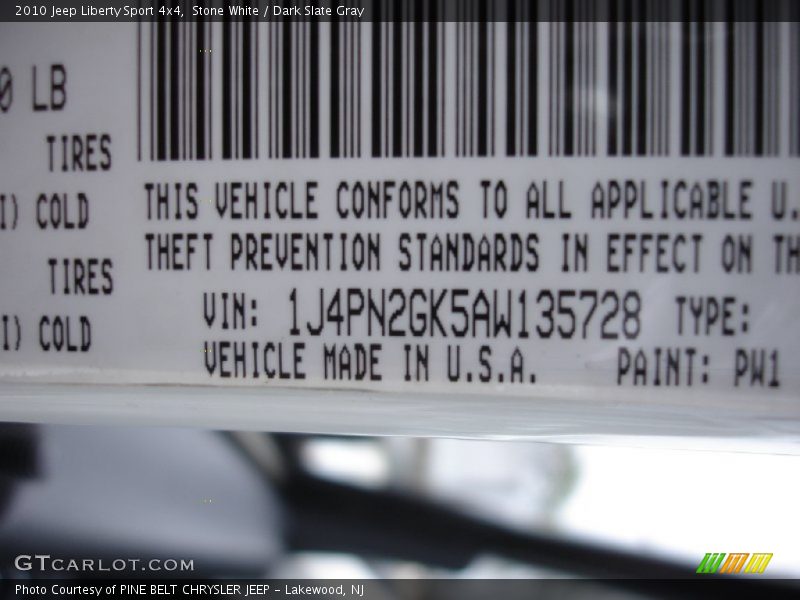 2010 Jeep Liberty Sport 4x4, Stone White / Dark Slate Gray
LB
TIRES
COLD
TIRES
COLD
THIS VEHICLE CONFORMS TO ALL APPLICABLE U.
THEFT PREVENTION STANDARDS IN EFFECT ON TH
VIN: 1J4PN2GK5AW135728 TYPE:
VEHICLE MADE IN U.S.A. PAINT: PW1
GTCARLOT.COM
Photo Courtesy of PINE BELT CHRYSLER JEEP - Lakewood, NJ